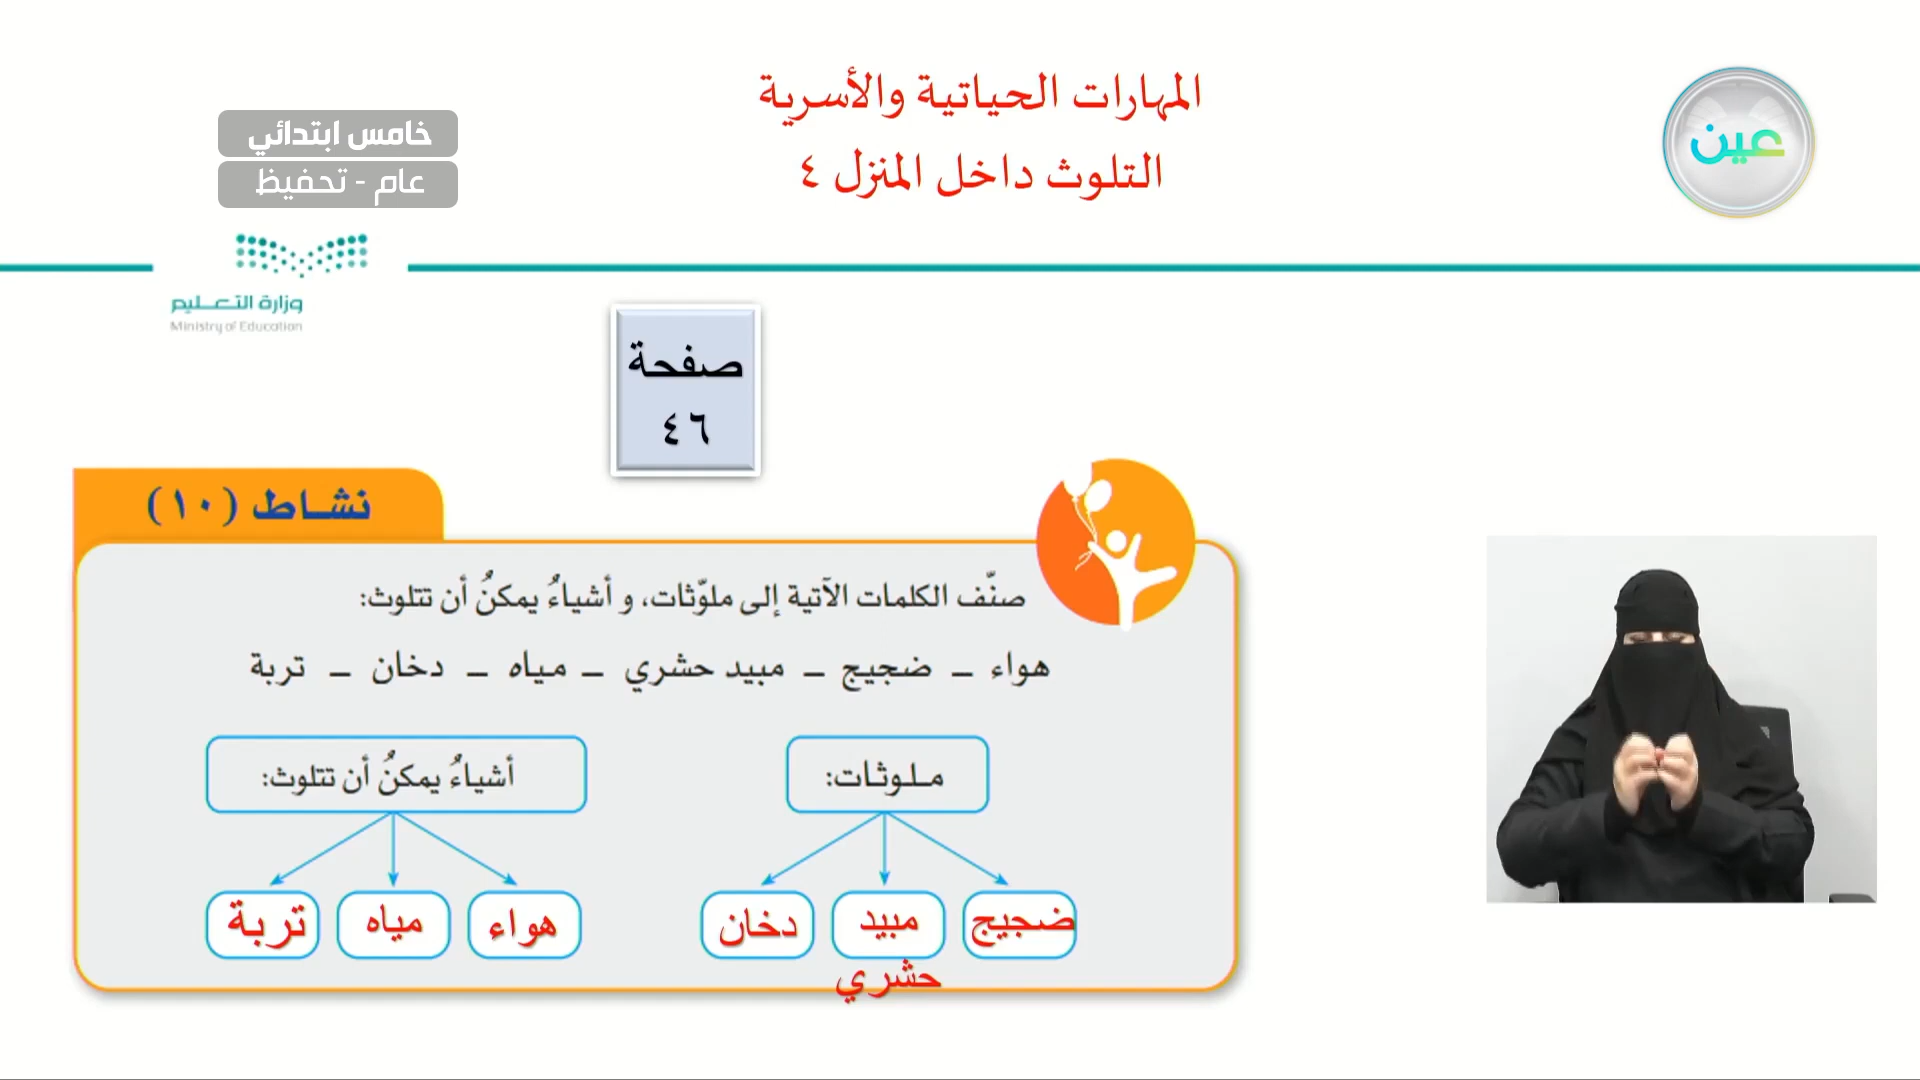 المهارات الحياتية والأسرية
التلوث داخل المنزل ٤
عين
خامس ابتدائي
عام - تحفيظ
وزارة التعليم
Ministry of Education
صفحة
٤٦
نشاط (١٠)
صنّف الكلمات الآتية إلى ملوّثات، و أشياءُ يمكنُ أن تتلوث:
هواء – ضجيج – مبيد حشري – مياه – دخان – تربة
ملوثات:
أشياءُ يمكنُ أن تتلوث:
ضجيج
مبيد
حشري
دخان
هواء
مياه
تربة